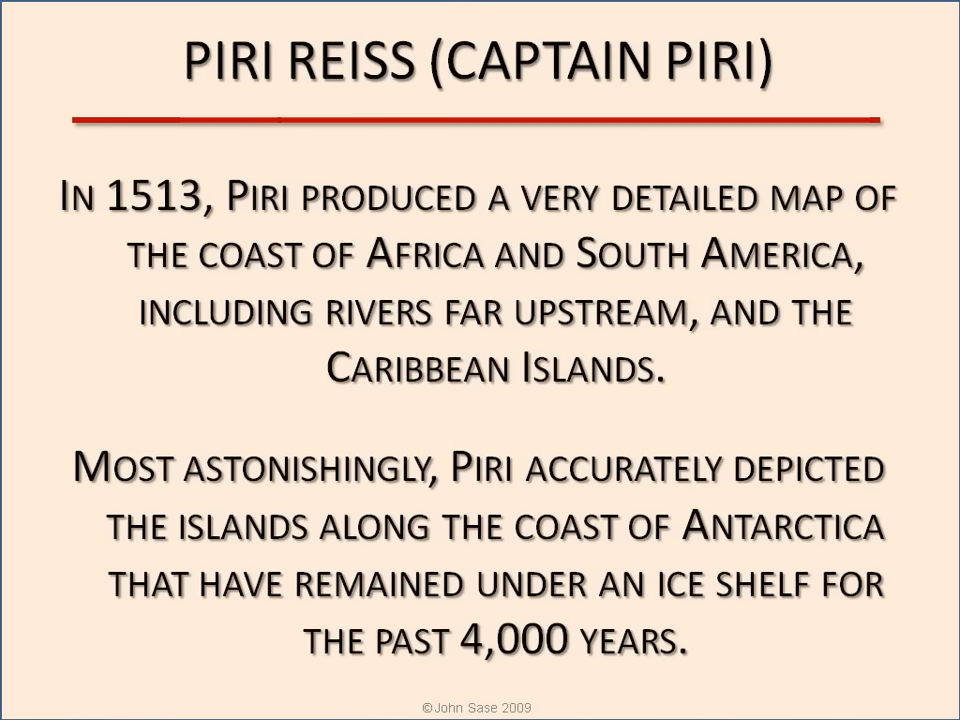 PIRI REISS (CAPTAIN PIRI)
IN 1513, PIRI PRODUCED A VERY DETAILED MAP OF
THE COAST OF AFRICA AND SOUTH AMERICA,
INCLUDING RIVERS FAR UPSTREAM, AND THE
CARIBBEAN ISLANDS.
MOST ASTONISHINGLY, PIRI ACCURATELY DEPICTED
THE ISLANDS ALONG THE COAST OF ANTARCTICA
THAT HAVE REMAINED UNDER AN ICE SHELF FOR
THE PAST 4,000 YEARS.
©John Sase 2009